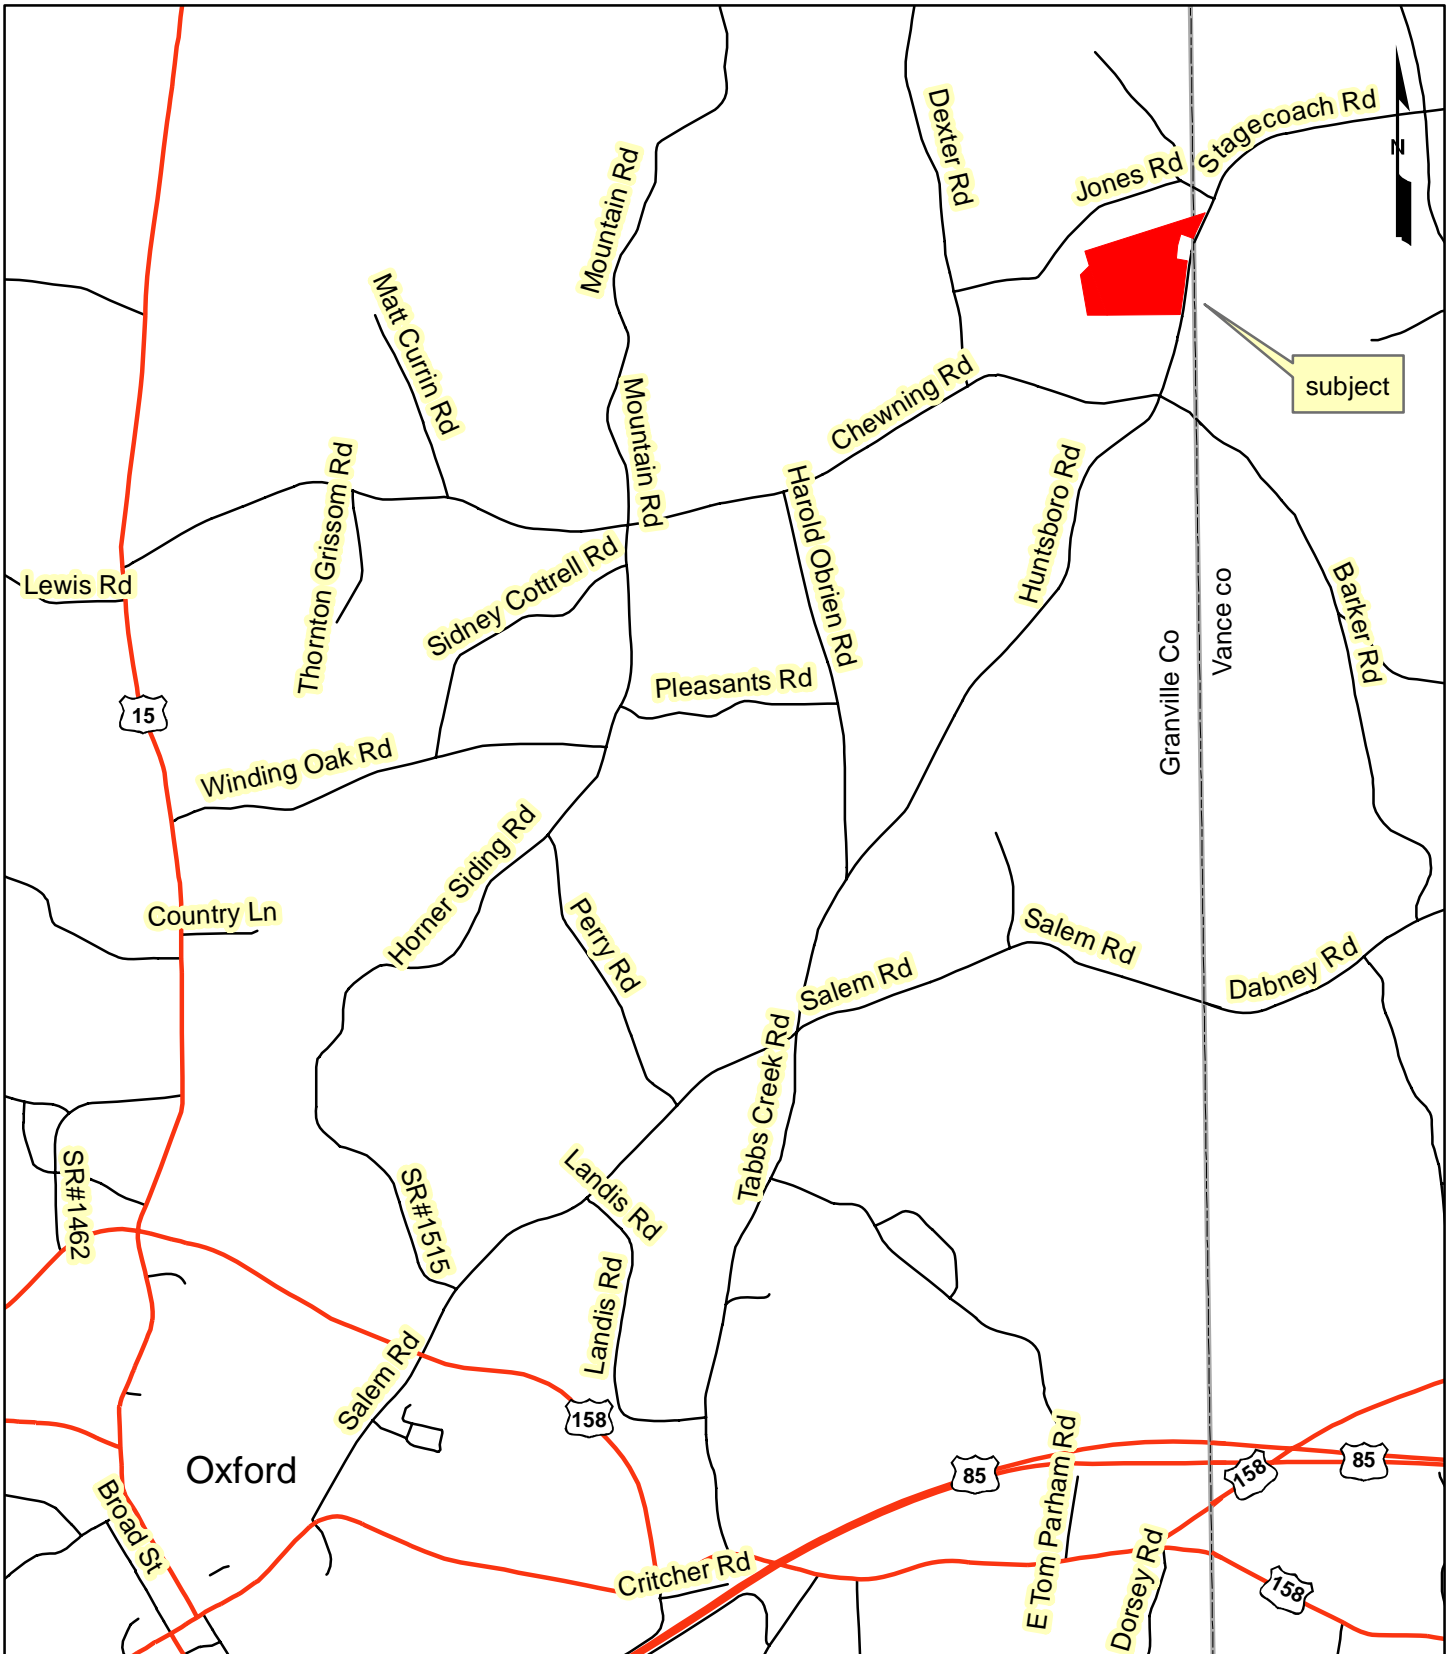 Dexter Rd
Stagecoach Rd
N
Jones Rd
Mountain Rd
Matt Currin Rd
subject
Chewning Rd
Mountain Rd
Thornton Grissom Rd
Harold Obrien Rd
Huntsboro Rd
Sidney Cottrell Rd
Lewis Rd
Barker Rd
Vance co
Granville Co
Pleasants Rd
15
Winding Oak Rd
Horner Siding Rd
Country Ln
Perry Rd
Salem Rd
Salem Rd
Dabney Rd
Tabbs Creek Rd
SR#1462
SR#1515
Landis Rd
Landis Rd
Salem Rd
158
Oxford
85
158
85
Broad St
E Tom Parham Rd
Critcher Rd
Dorsey Rd
158